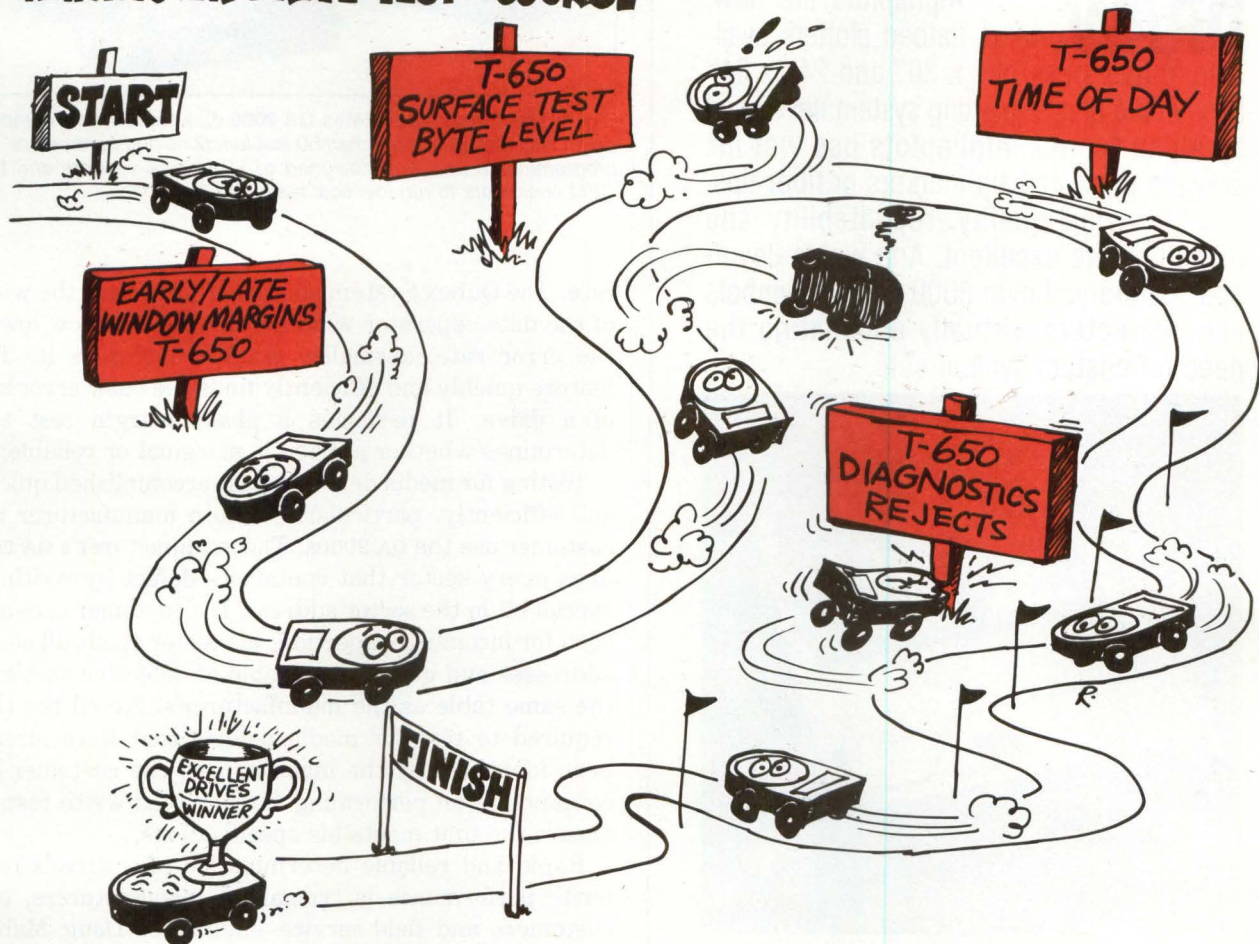 START
T-650
SURFACE TEST
BYTE LEVEL
T-650
TIME OF DAY
EARLY/LATE
WINDOW MARGINS
T-650
T-650
DIAGNOSTICS
REJECTS
FINISH
EXCELLENT
DRIVES
WINNER
R.